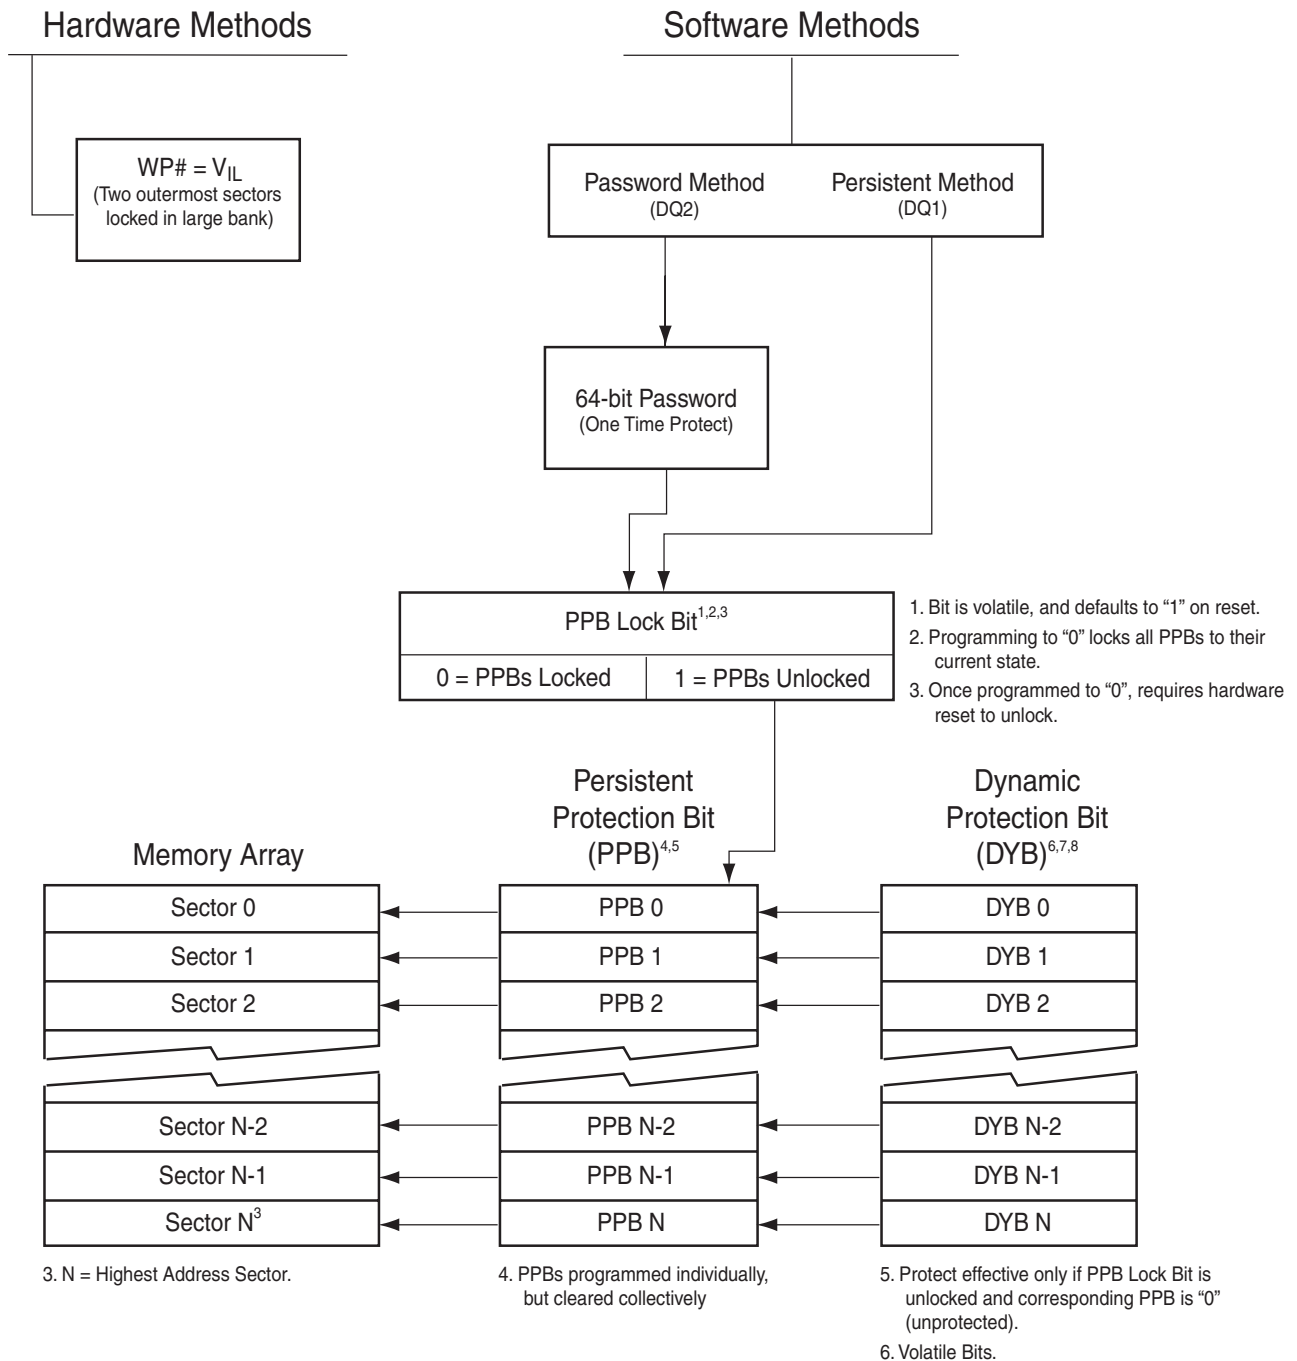 Hardware Methods
Software Methods
WP# = VIL
(Two outermost sectors
locked in large bank)
Password Method
(DQ2)
Persistent Method
(DQ1)
64-bit Password
(One Time Protect)
PPB Lock Bit1,2,3
0 = PPBs Locked
1 = PPBs Unlocked
1. Bit is volatile, and defaults to “1” on reset.
2. Programming to “0” locks all PPBs to their
current state.
3. Once programmed to “0”, requires hardware
reset to unlock.
Memory Array
Persistent
Protection Bit
(PPB)4,5
Dynamic
Protection Bit
(DYB)6,7,8
Sector 0
PPB 0
DYB 0
Sector 1
PPB 1
DYB 1
Sector 2
PPB 2
DYB 2
Sector N-2
PPB N-2
DYB N-2
Sector N-1
PPB N-1
DYB N-1
Sector N3
PPB N
DYB N
3. N = Highest Address Sector.
4. PPBs programmed individually,
but cleared collectively
5. Protect effective only if PPB Lock Bit is
unlocked and corresponding PPB is “0”
(unprotected).
6. Volatile Bits.